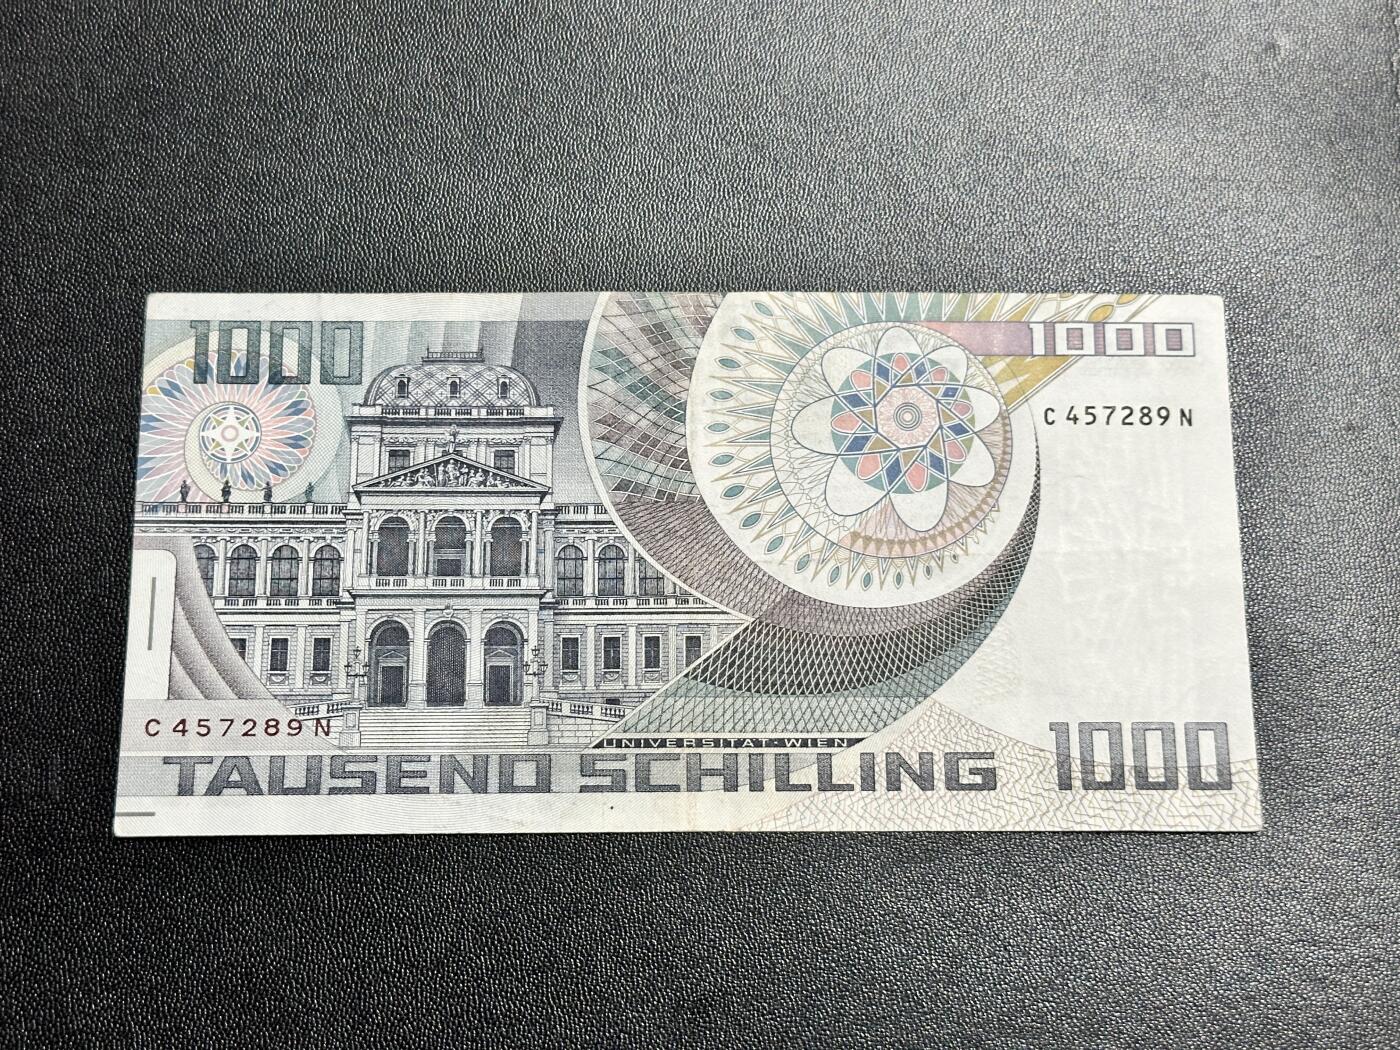 1000
1000
C 457289 N
C 457289 N
UNIVERSITÄT·WIEN
TAUSEND SCHILLING 1000